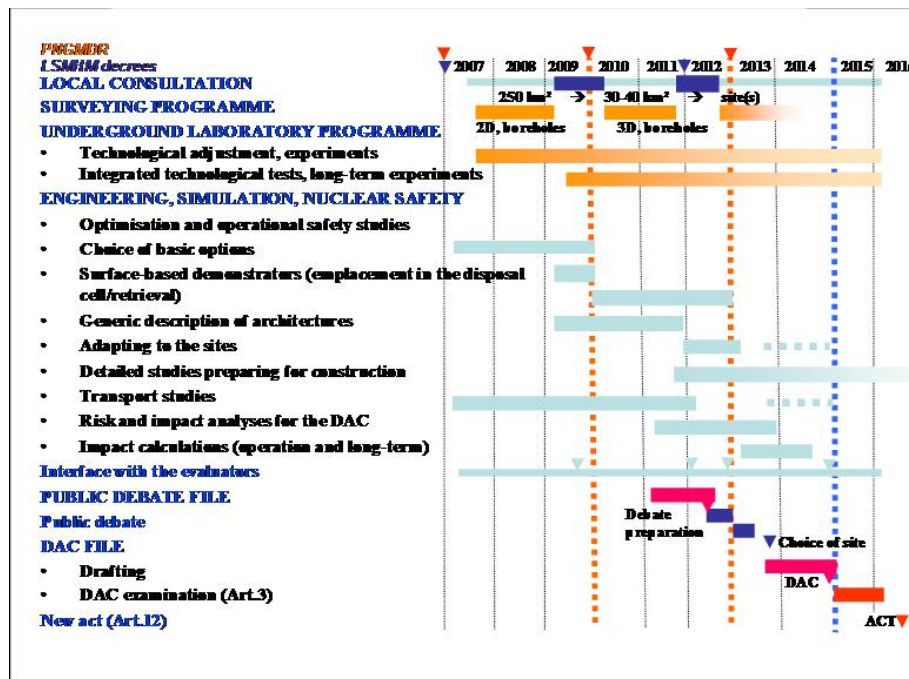 PNGMDR
LSMHM decrees
2007 2008 2009 2010 2011 2012 2013 2014 2015 201
LOCAL CONSULTATION
250 km² → 30-40 km² → site(s)
SURVEYING PROGRAMME
2D, boreholes 3D, boreholes
UNDERGROUND LABORATORY PROGRAMME
• Technological adjustment, experiments
• Integrated technological tests, long-term experiments
ENGINEERING, SIMULATION, NUCLEAR SAFETY
• Optimisation and operational safety studies
• Choice of basic options
• Surface-based demonstrators (emplacement in the disposal
cell/retrieval)
• Generic description of architectures
• Adapting to the sites
• Detailed studies preparing for construction
• Transport studies
• Risk and impact analyses for the DAC
• Impact calculations (operation and long-term)
Interface with the evaluators
PUBLIC DEBATE FILE
Public debate
Debate
preparation
Choice of site
DAC FILE
• Drafting
DAC
• DAC examination (Art.3)
New act (Art.12)
ACT